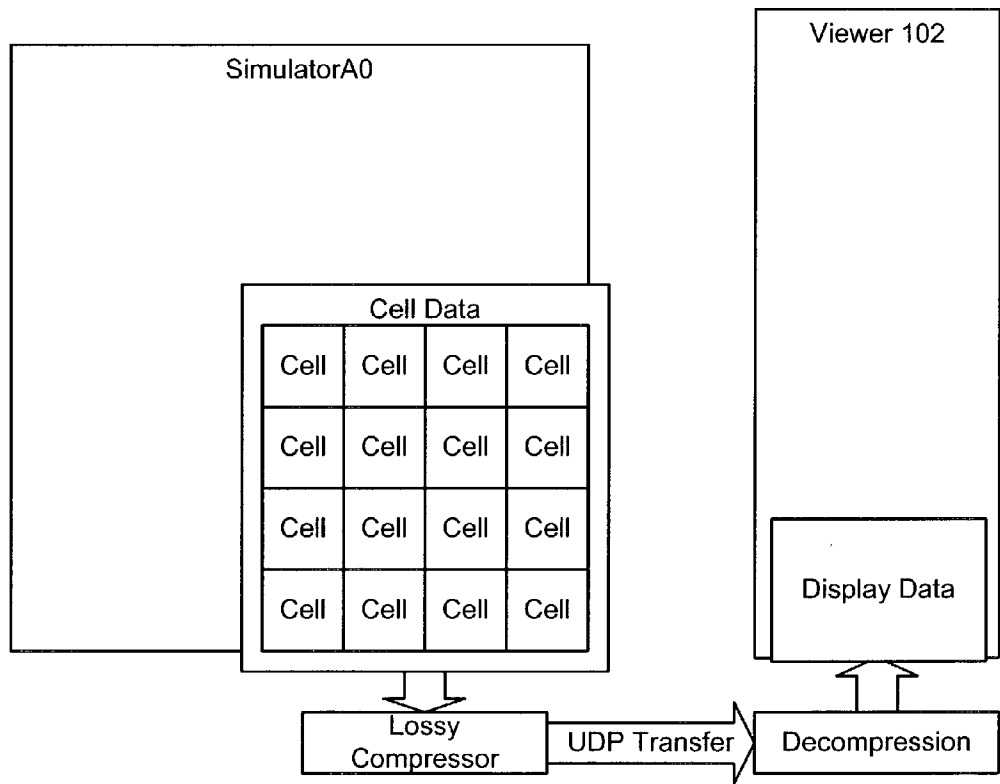 SimulatorA0
Viewer 102
Cell Data
Cell Cell Cell Cell
Cell Cell Cell Cell
Cell Cell Cell Cell
Cell Cell Cell Cell
Display Data
Lossy
Compressor
UDP Transfer
Decompression